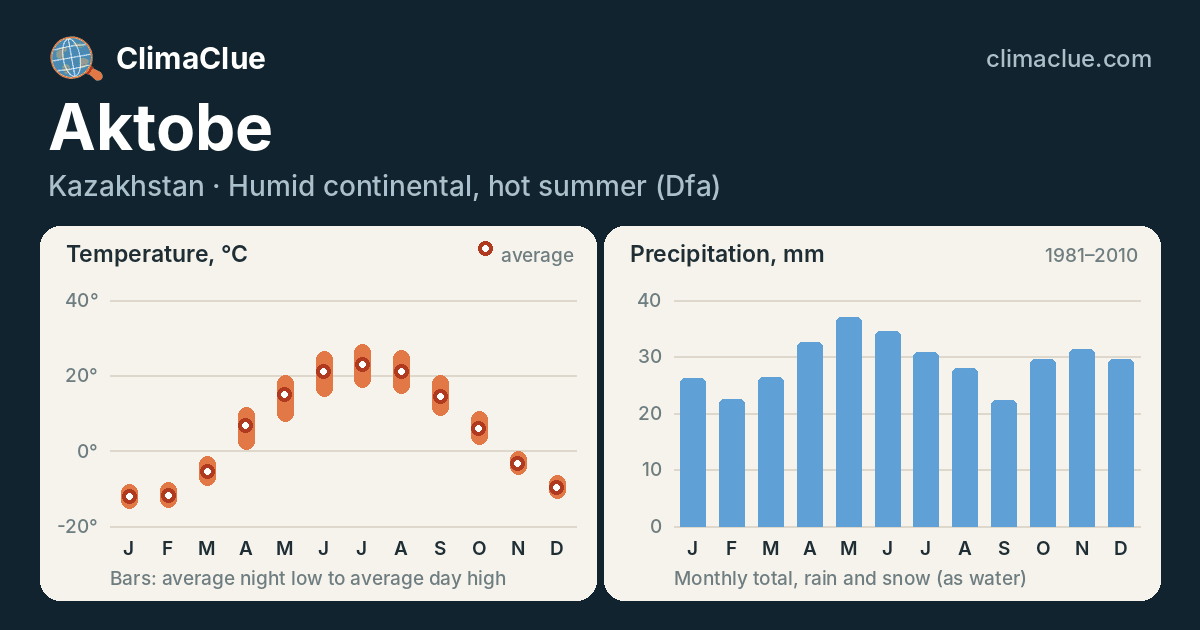 ClimaClue
climaclue.com
Aktobe
Kazakhstan · Humid continental, hot summer (Dfa)
Temperature, °C
average
40°
20°
0°
-20°
J F M A M J J A S O N D
Bars: average night low to average day high
Precipitation, mm
1981–2010
40
30
20
10
0
J F M A M J J A S O N D
Monthly total, rain and snow (as water)